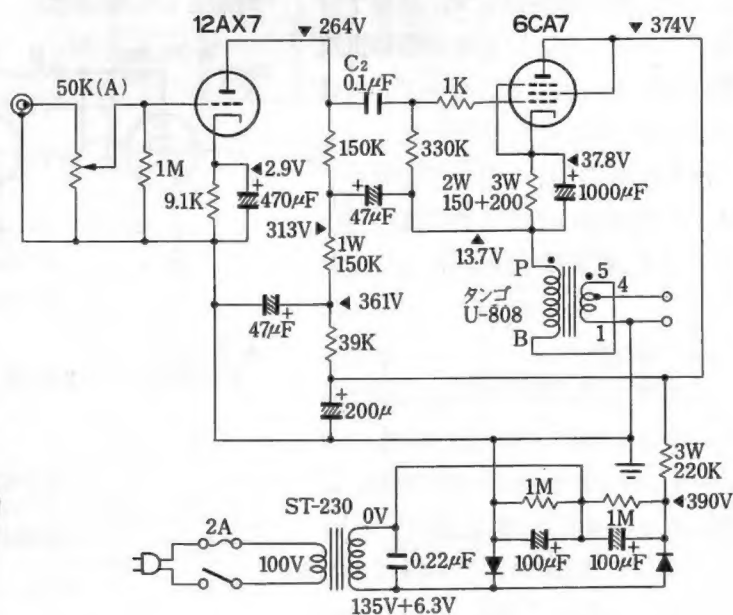 12AX7
264V
6CA7
374V
50K(A)
C2
0.1μF
1K
150K
330K
1M
2.9V
9.1K
470μF
47μF
37.8V
2W 3W
150+200
1000μF
313V
1W
150K
13.7V
P
5
4
タンゴ
U-808
1
B
361V
47μF
39K
200μ
3W
220K
ST-230
0V
1M
1M
390V
2A
100V
0.22μF
100μF
100μF
135V+6.3V